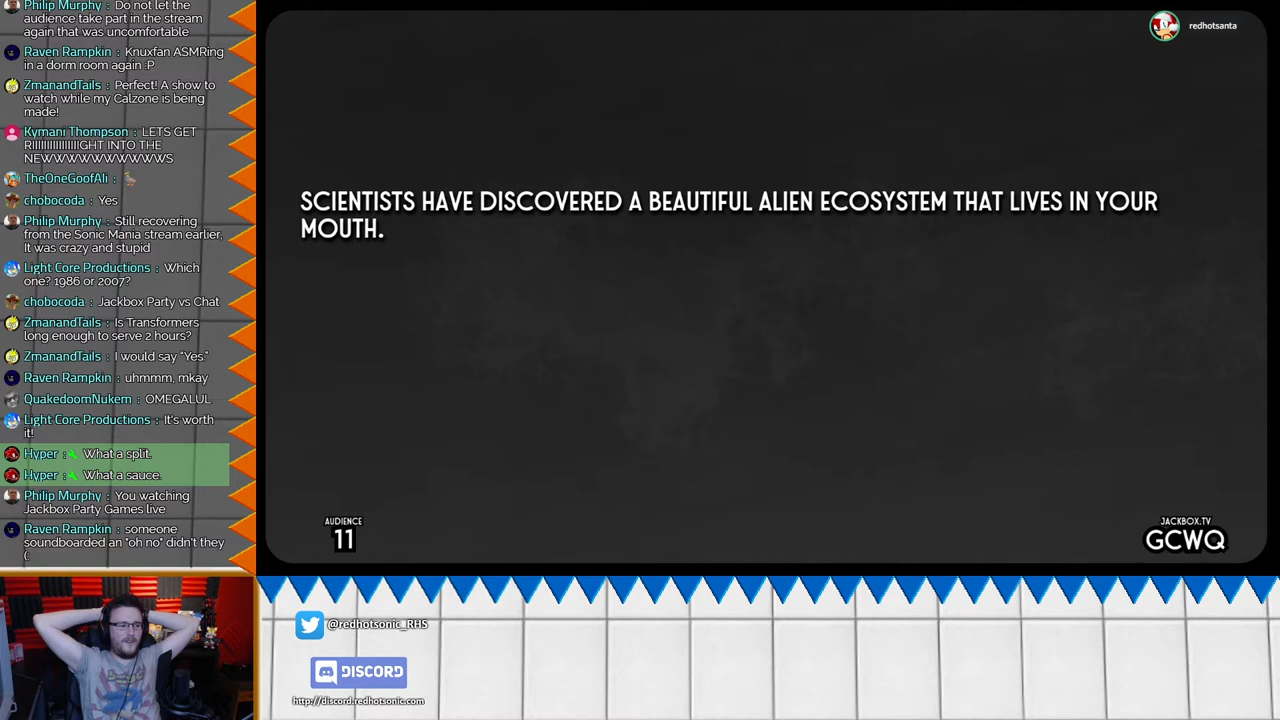 Philip Murphy : Do not let the
audience take part in the stream
again that was uncomfortable
Raven Rampkin : Knuxfan ASMRing
in a dorm room again :P
ZmanandTails : Perfect! A show to
watch while my Calzone is being
made!
Kymani Thompson : LETS GET
RIIIIIIIIIIIIIIIIGHT INTO THE
NEWWWWWWWWWWS
TheOneGoofAli :
chobocoda : Yes
Philip Murphy : Still recovering
from the Sonic Mania stream earlier,
It was crazy and stupid
Light Core Productions : Which
one? 1986 or 2007?
chobocoda : Jackbox Party vs Chat
ZmanandTails : Is Transformers
long enough to serve 2 hours?
ZmanandTails : I would say "Yes."
Raven Rampkin : uhmmm, mkay
QuakedoomNukem : OMEGALUL
Light Core Productions : It's worth
it!
Hyper : What a split.
Hyper : What a sauce.
Philip Murphy : You watching
Jackbox Party Games live
Raven Rampkin : someone
soundboarded an "oh no" didn't they
(:
redhotsanta
SCIENTISTS HAVE DISCOVERED A BEAUTIFUL ALIEN ECOSYSTEM THAT LIVES IN YOUR
MOUTH.
AUDIENCE
11
JACKBOX.TV
GCWQ
@redhotsonic_RHS
DISCORD
http://discord.redhotsonic.com